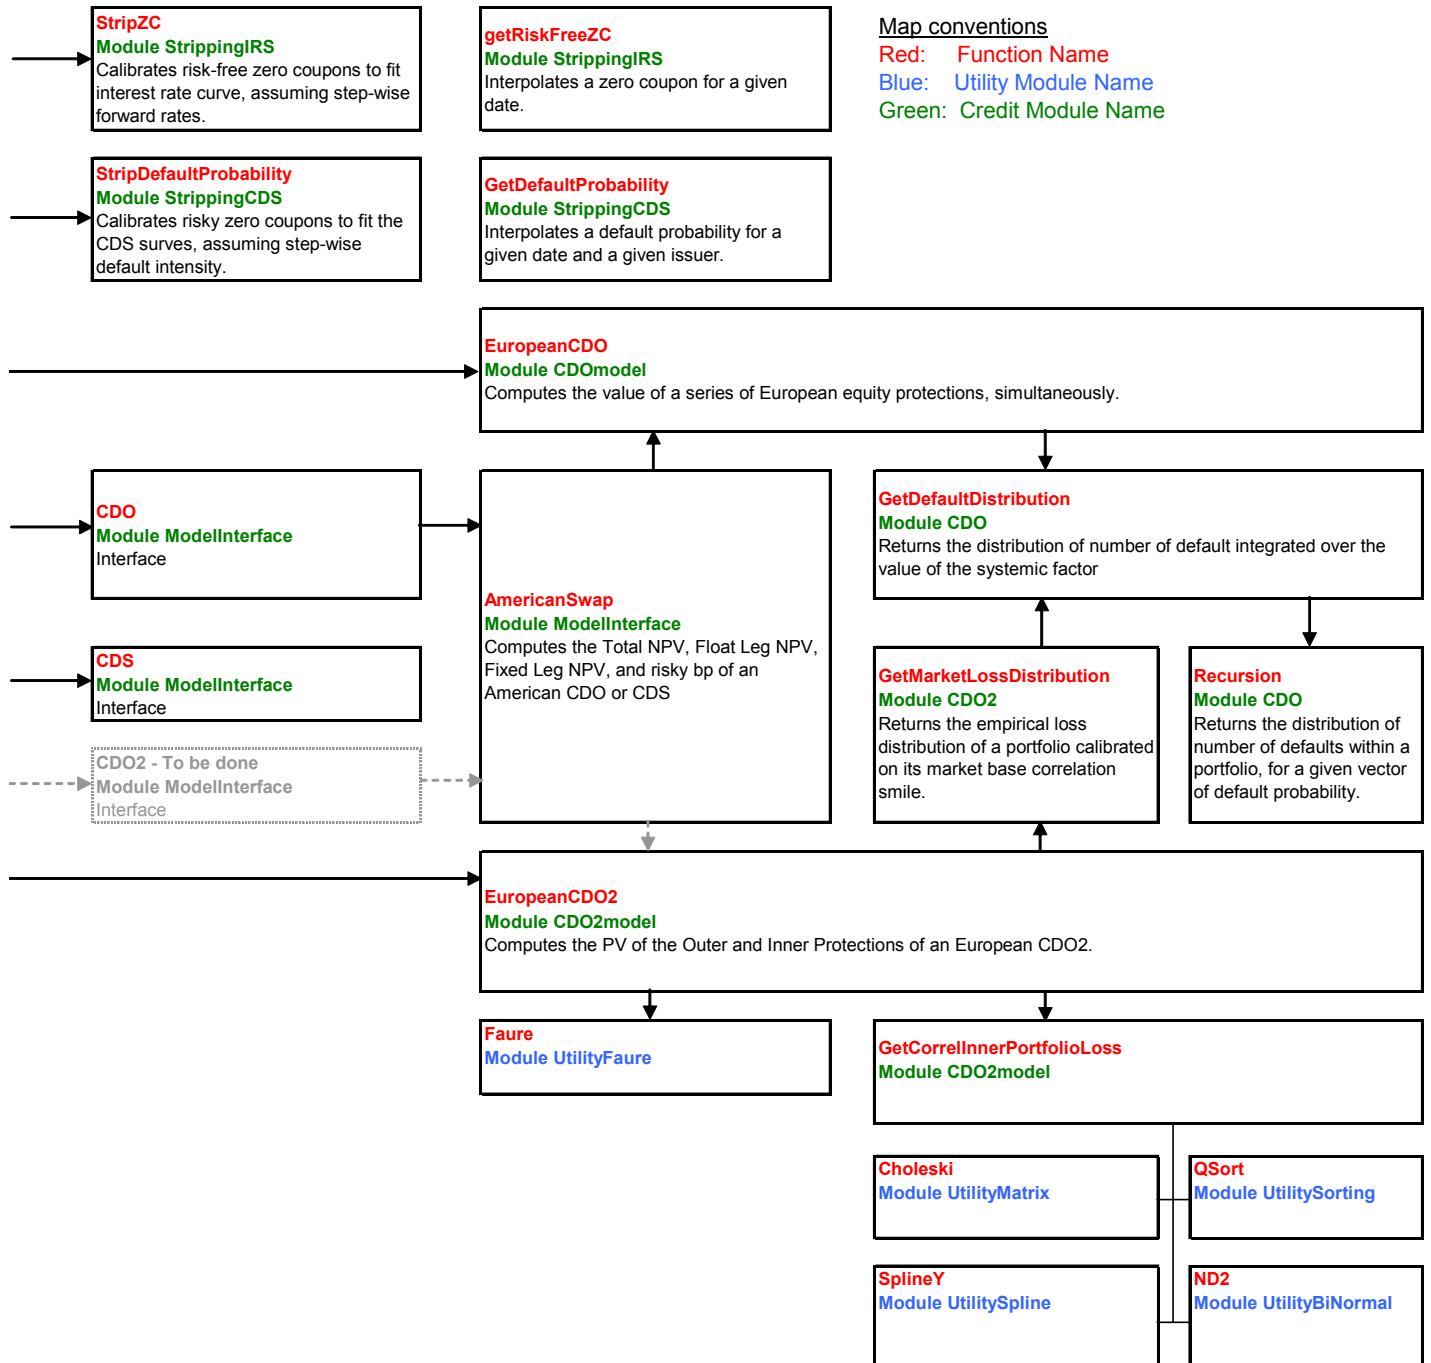 StripZC
Module StrippingIRS
Calibrates risk-free zero coupons to fit
interest rate curve, assuming step-wise
forward rates.
getRiskFreeZC
Module StrippingIRS
Interpolates a zero coupon for a given
date.
Map conventions
Red: Function Name
Blue: Utility Module Name
Green: Credit Module Name
StripDefaultProbability
Module StrippingCDS
Calibrates risky zero coupons to fit the
CDS surves, assuming step-wise
default intensity.
GetDefaultProbability
Module StrippingCDS
Interpolates a default probability for a
given date and a given issuer.
EuropeanCDO
Module CDOmodel
Computes the value of a series of European equity protections, simultaneously.
CDO
Module ModelInterface
Interface
AmericanSwap
Module ModelInterface
Computes the Total NPV, Float Leg NPV,
Fixed Leg NPV, and risky bp of an
American CDO or CDS
GetDefaultDistribution
Module CDO
Returns the distribution of number of default integrated over the
value of the systemic factor
CDS
Module ModelInterface
Interface
GetMarketLossDistribution
Module CDO2
Returns the empirical loss
distribution of a portfolio calibrated
on its market base correlation
smile.
Recursion
Module CDO
Returns the distribution of
number of defaults within a
portfolio, for a given vector
of default probability.
CDO2 - To be done
Module ModelInterface
Interface
EuropeanCDO2
Module CDO2model
Computes the PV of the Outer and Inner Protections of an European CDO2.
Faure
Module UtilityFaure
GetCorrelInnerPortfolioLoss
Module CDO2model
Choleski
Module UtilityMatrix
QSort
Module UtilitySorting
SplineY
Module UtilitySpline
ND2
Module UtilityBiNormal